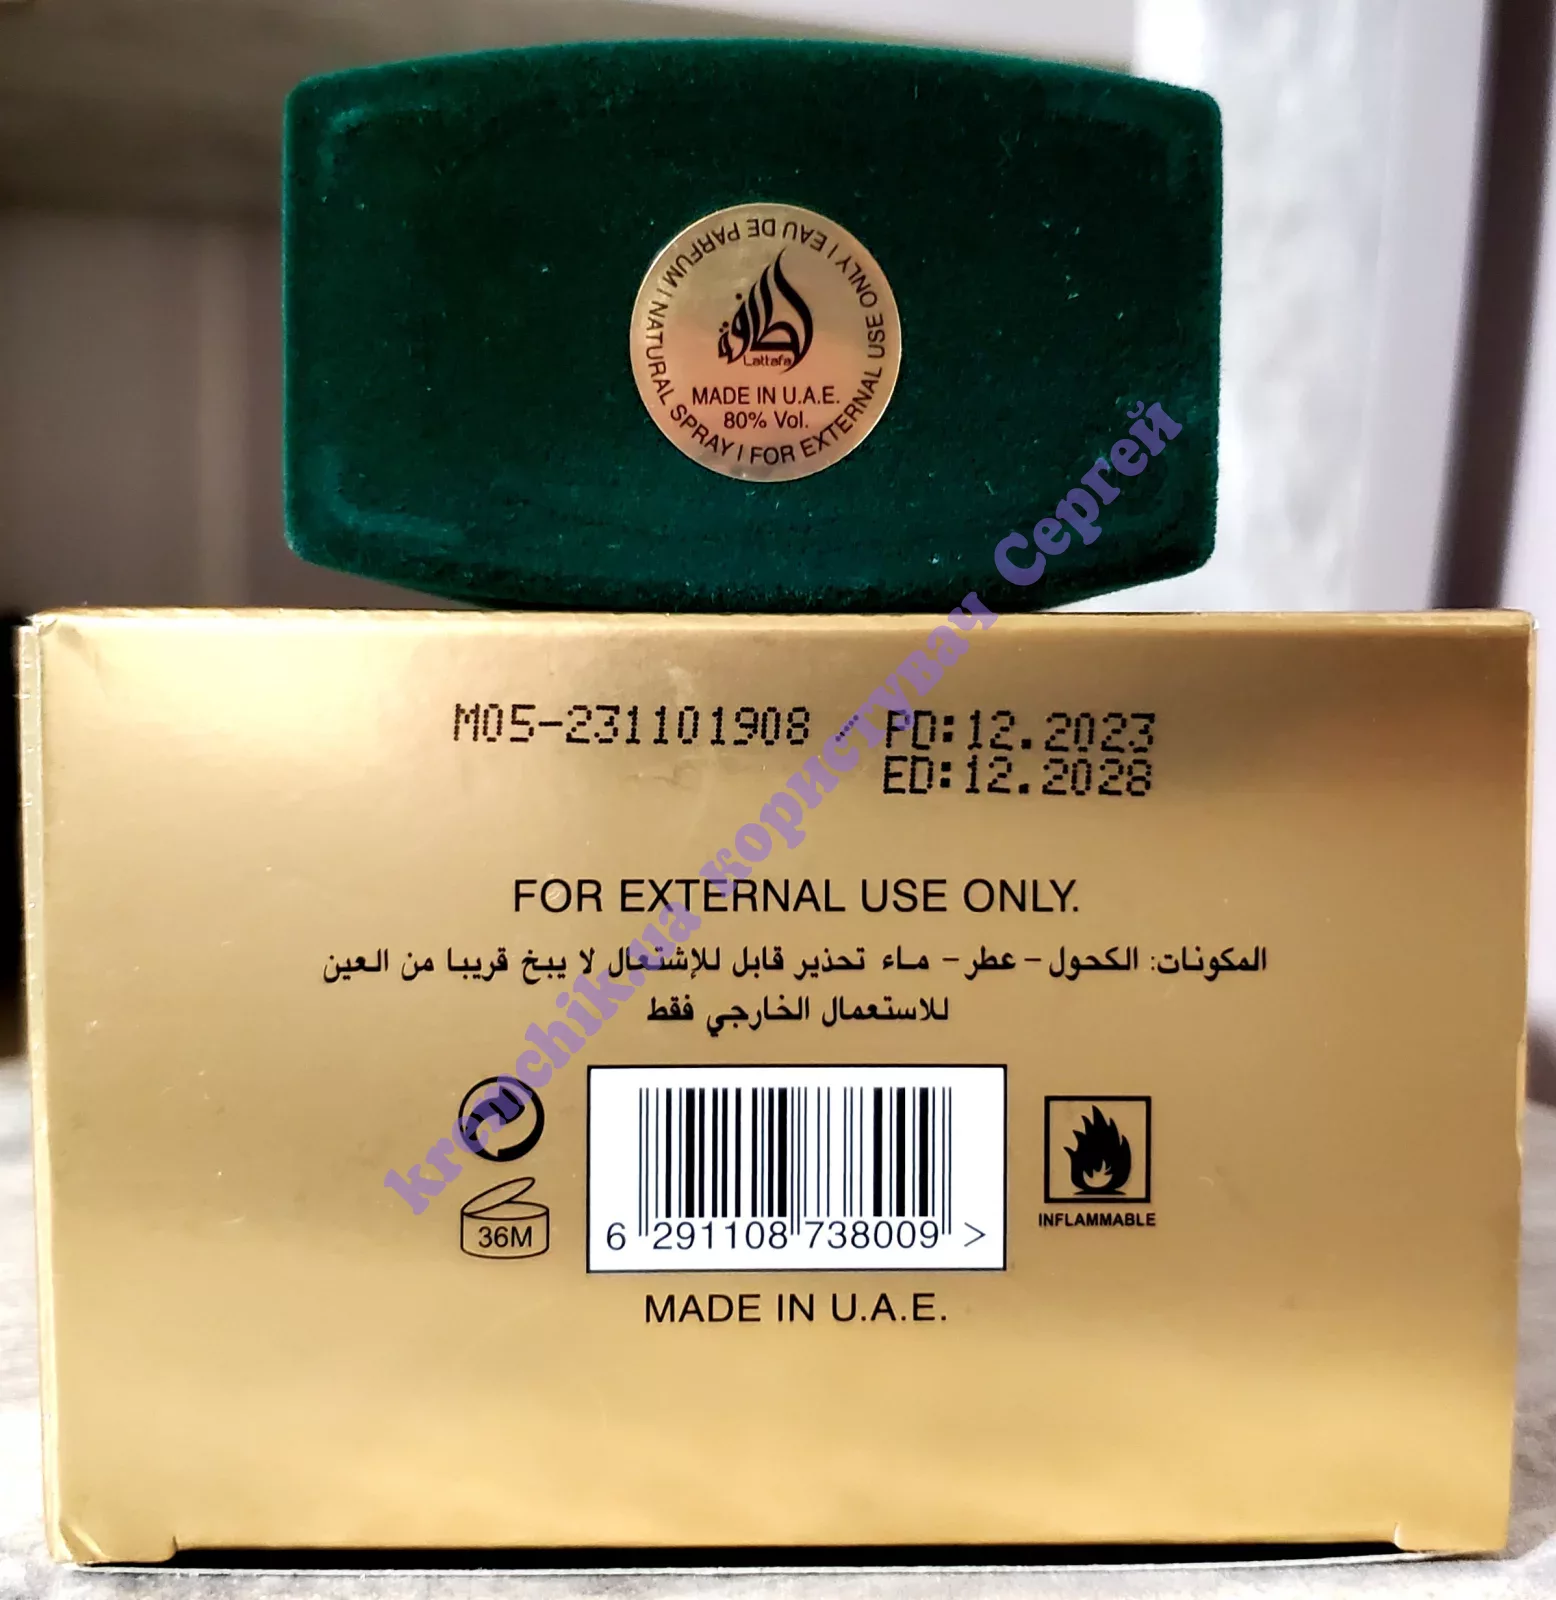 EAU DE PARFUM | NATURAL SPRAY | FOR EXTERNAL USE ONLY |
لطافة
Lattafa
MADE IN U.A.E.
80% Vol.
M05-231101908 - PD:12.2023
ED:12.2028
FOR EXTERNAL USE ONLY.
المكونات: الكحول - عطر - ماء تحذير قابل للإشتعال لا يبخ قريبا من العين
للاستعمال الخارجي فقط
36M
6 291108 738009 >
INFLAMMABLE
MADE IN U.A.E.
kremchik.ua користувач Сергей